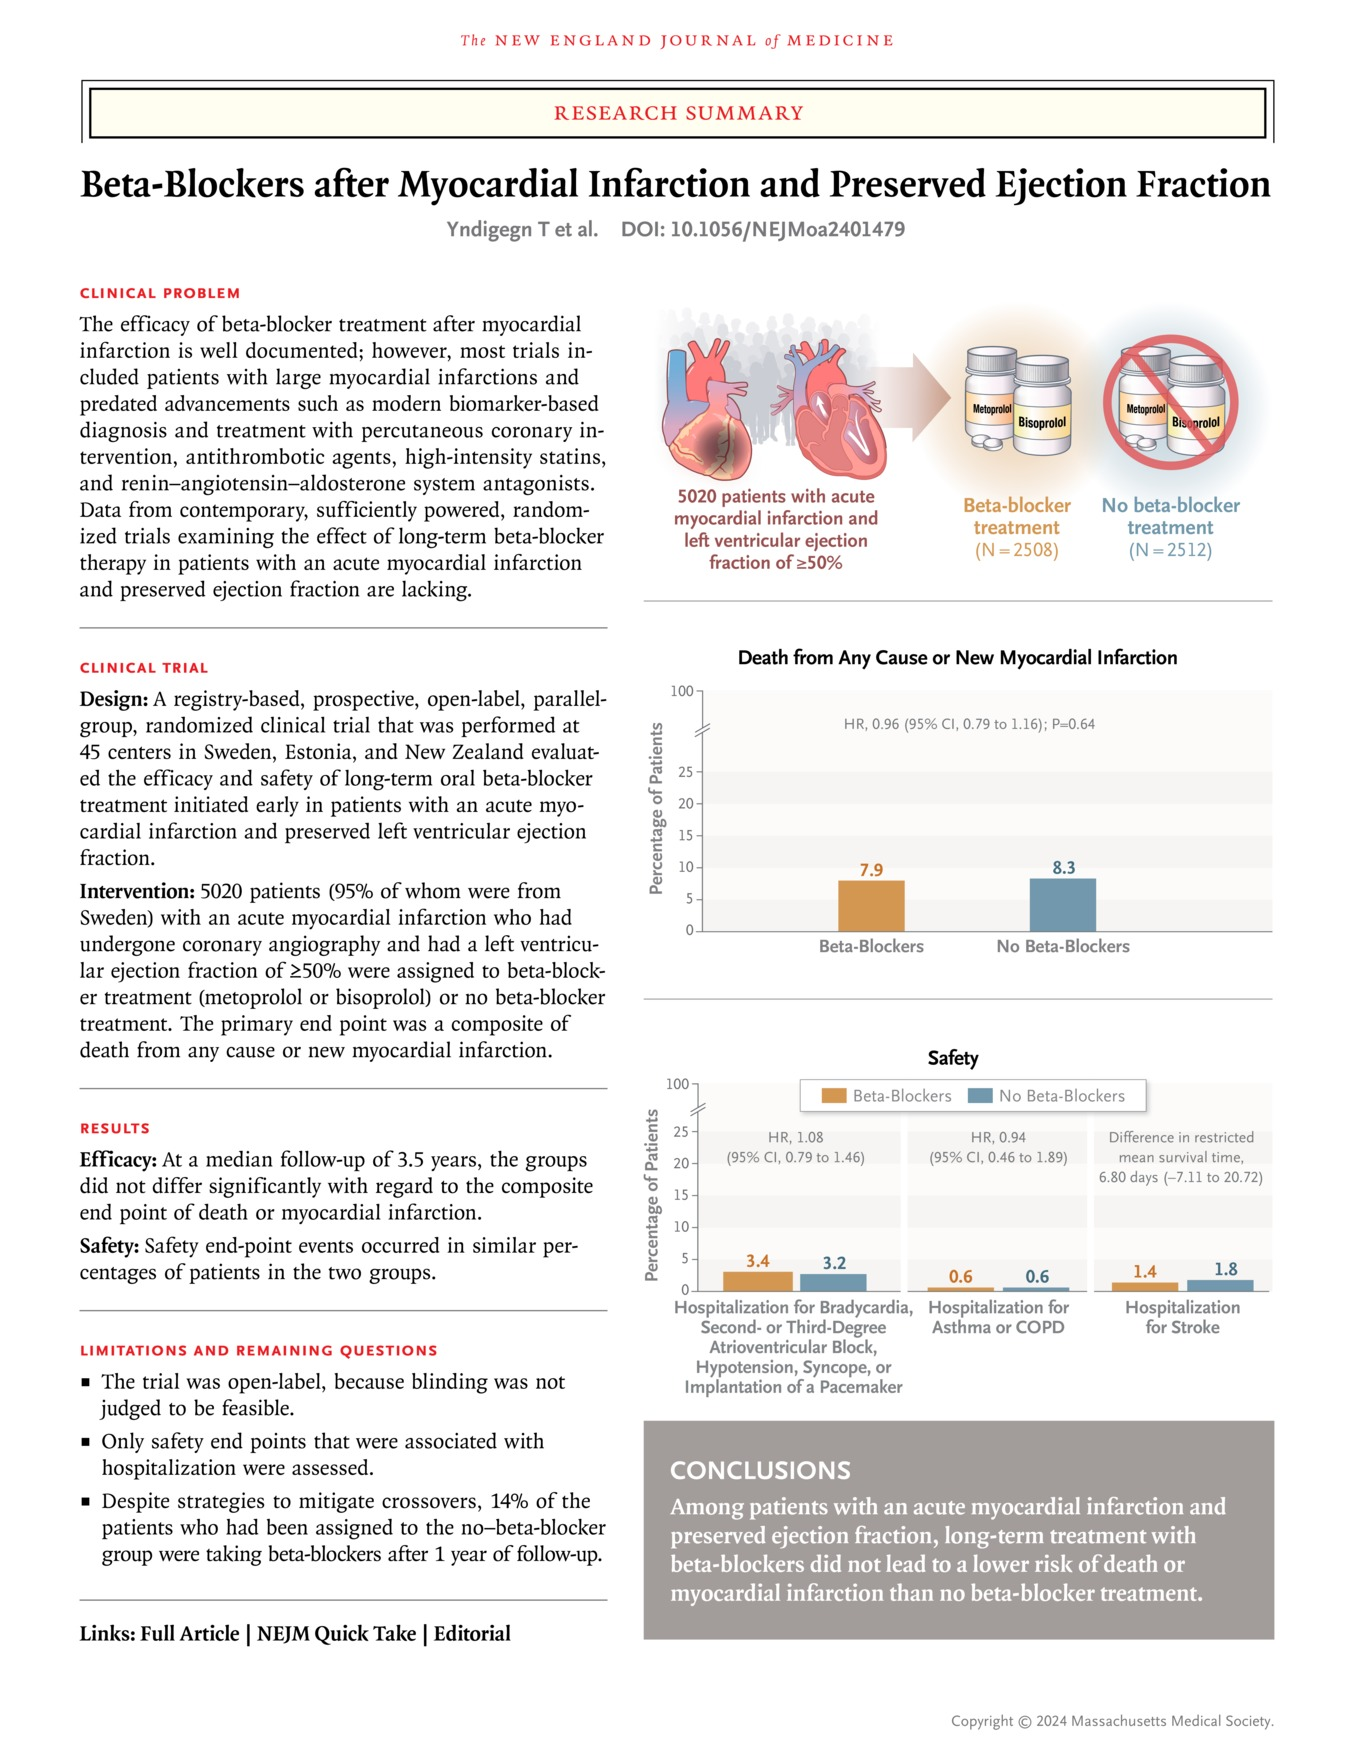 The NEW ENGLAND JOURNAL of MEDICINE
RESEARCH SUMMARY
Beta-Blockers after Myocardial Infarction and Preserved Ejection Fraction
Yndigegn T et al. DOI: 10.1056/NEJMoa2401479
CLINICAL PROBLEM
The efficacy of beta-blocker treatment after myocardial
infarction is well documented; however, most trials in-
cluded patients with large myocardial infarctions and
predated advancements such as modern biomarker-based
diagnosis and treatment with percutaneous coronary in-
tervention, antithrombotic agents, high-intensity statins,
and renin–angiotensin–aldosterone system antagonists.
Data from contemporary, sufficiently powered, random-
ized trials examining the effect of long-term beta-blocker
therapy in patients with an acute myocardial infarction
and preserved ejection fraction are lacking.
CLINICAL TRIAL
Design: A registry-based, prospective, open-label, parallel-
group, randomized clinical trial that was performed at
45 centers in Sweden, Estonia, and New Zealand evaluat-
ed the efficacy and safety of long-term oral beta-blocker
treatment initiated early in patients with an acute myo-
cardial infarction and preserved left ventricular ejection
fraction.
Intervention: 5020 patients (95% of whom were from
Sweden) with an acute myocardial infarction who had
undergone coronary angiography and had a left ventricu-
lar ejection fraction of ≥50% were assigned to beta-block-
er treatment (metoprolol or bisoprolol) or no beta-blocker
treatment. The primary end point was a composite of
death from any cause or new myocardial infarction.
RESULTS
Efficacy: At a median follow-up of 3.5 years, the groups
did not differ significantly with regard to the composite
end point of death or myocardial infarction.
Safety: Safety end-point events occurred in similar per-
centages of patients in the two groups.
LIMITATIONS AND REMAINING QUESTIONS
▪ The trial was open-label, because blinding was not
judged to be feasible.
▪ Only safety end points that were associated with
hospitalization were assessed.
▪ Despite strategies to mitigate crossovers, 14% of the
patients who had been assigned to the no–beta-blocker
group were taking beta-blockers after 1 year of follow-up.
Links: Full Article | NEJM Quick Take | Editorial
Metoprolol
Bisoprolol
Metoprolol
Bisoprolol
5020 patients with acute
myocardial infarction and
left ventricular ejection
fraction of ≥50%
Beta-blocker
treatment
(N = 2508)
No beta-blocker
treatment
(N = 2512)
Death from Any Cause or New Myocardial Infarction
Percentage of Patients
100
25
20
15
10
5
0
HR, 0.96 (95% CI, 0.79 to 1.16); P=0.64
7.9
8.3
Beta-Blockers
No Beta-Blockers
Safety
Beta-Blockers No Beta-Blockers
Percentage of Patients
100
25
20
15
10
5
0
HR, 1.08
(95% CI, 0.79 to 1.46)
3.4
3.2
Hospitalization for Bradycardia,
Second- or Third-Degree
Atrioventricular Block,
Hypotension, Syncope, or
Implantation of a Pacemaker
HR, 0.94
(95% CI, 0.46 to 1.89)
0.6
0.6
Hospitalization for
Asthma or COPD
Difference in restricted
mean survival time,
6.80 days (–7.11 to 20.72)
1.4
1.8
Hospitalization
for Stroke
CONCLUSIONS
Among patients with an acute myocardial infarction and
preserved ejection fraction, long-term treatment with
beta-blockers did not lead to a lower risk of death or
myocardial infarction than no beta-blocker treatment.
Copyright © 2024 Massachusetts Medical Society.